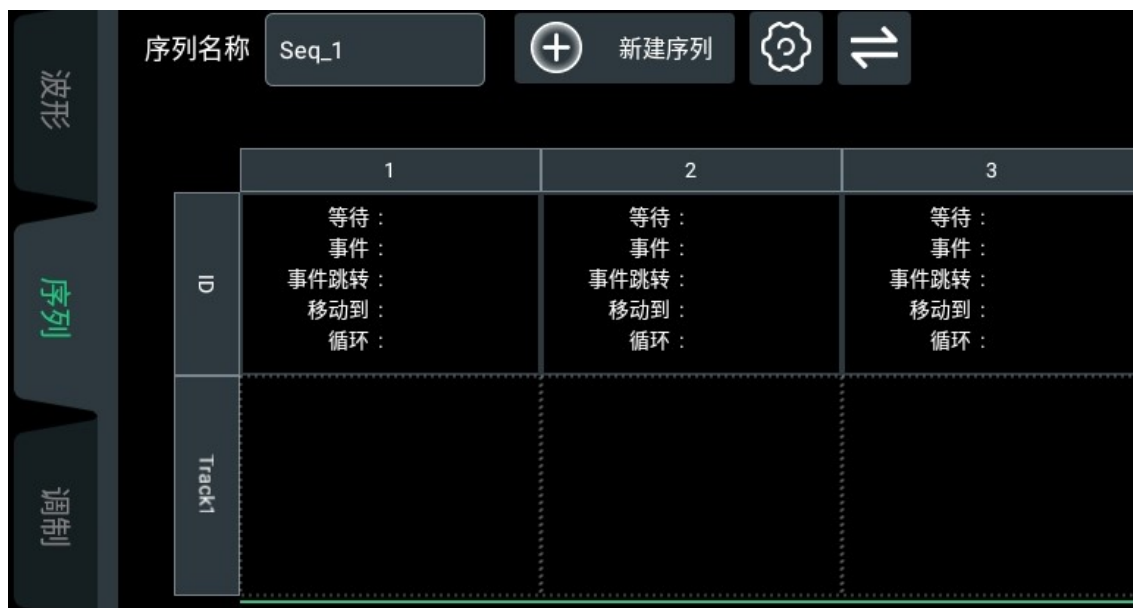 序列名称 Seq_1 新建序列
波形
序列
调制
1 2 3
ID
等待： 等待： 等待：
事件： 事件： 事件：
事件跳转： 事件跳转： 事件跳转：
移动到： 移动到： 移动到：
循环： 循环： 循环：
Track1